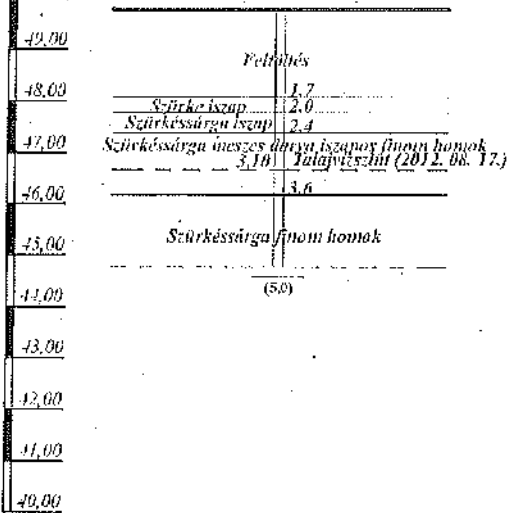 49,00
Feltöltés
1.7
48,00
Szürke iszap 2.0
Szürkéssárga iszap 2.4
47,00
Szürkéssárga meszes durva iszapos finom homok
3,10 Talajvízszint (2012. 08. 17.)
3.6
46,00
Szürkéssárga finom homok
45,00
(5,0)
44,00
43,00
42,00
41,00
40,00